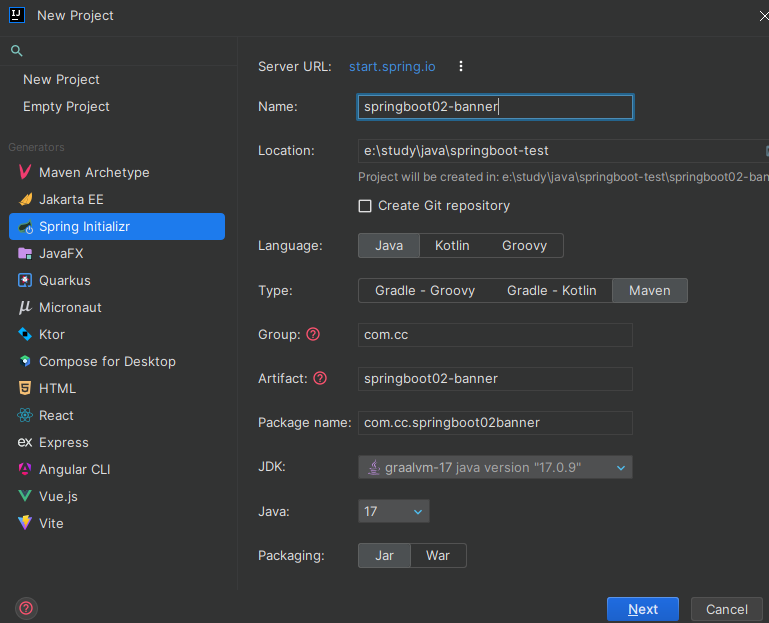 New Project
New Project
Empty Project
Generators
Maven Archetype
Jakarta EE
Spring Initializr
JavaFX
Quarkus
Micronaut
Ktor
Compose for Desktop
HTML
React
Express
Angular CLI
Vue.js
Vite
Server URL: start.spring.io
Name: springboot02-banner
Location: e:\study\java\springboot-test
Project will be created in: e:\study\java\springboot-test\springboot02-ban
Create Git repository
Language: Java Kotlin Groovy
Type: Gradle - Groovy Gradle - Kotlin Maven
Group: com.cc
Artifact: springboot02-banner
Package name: com.cc.springboot02banner
JDK: graalvm-17 java version "17.0.9"
Java: 17
Packaging: Jar War
Next Cancel